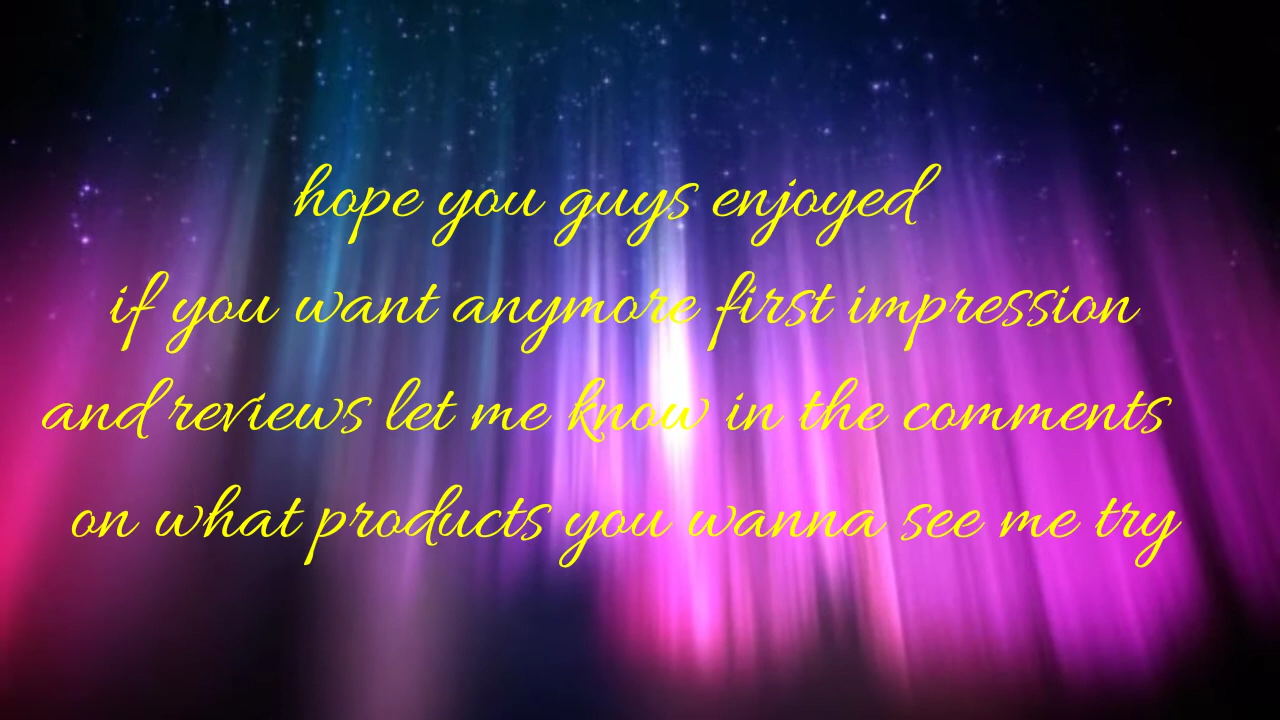 hope you guys enjoyed
if you want anymore first impression
and reviews let me know in the comments
on what products you wanna see me try